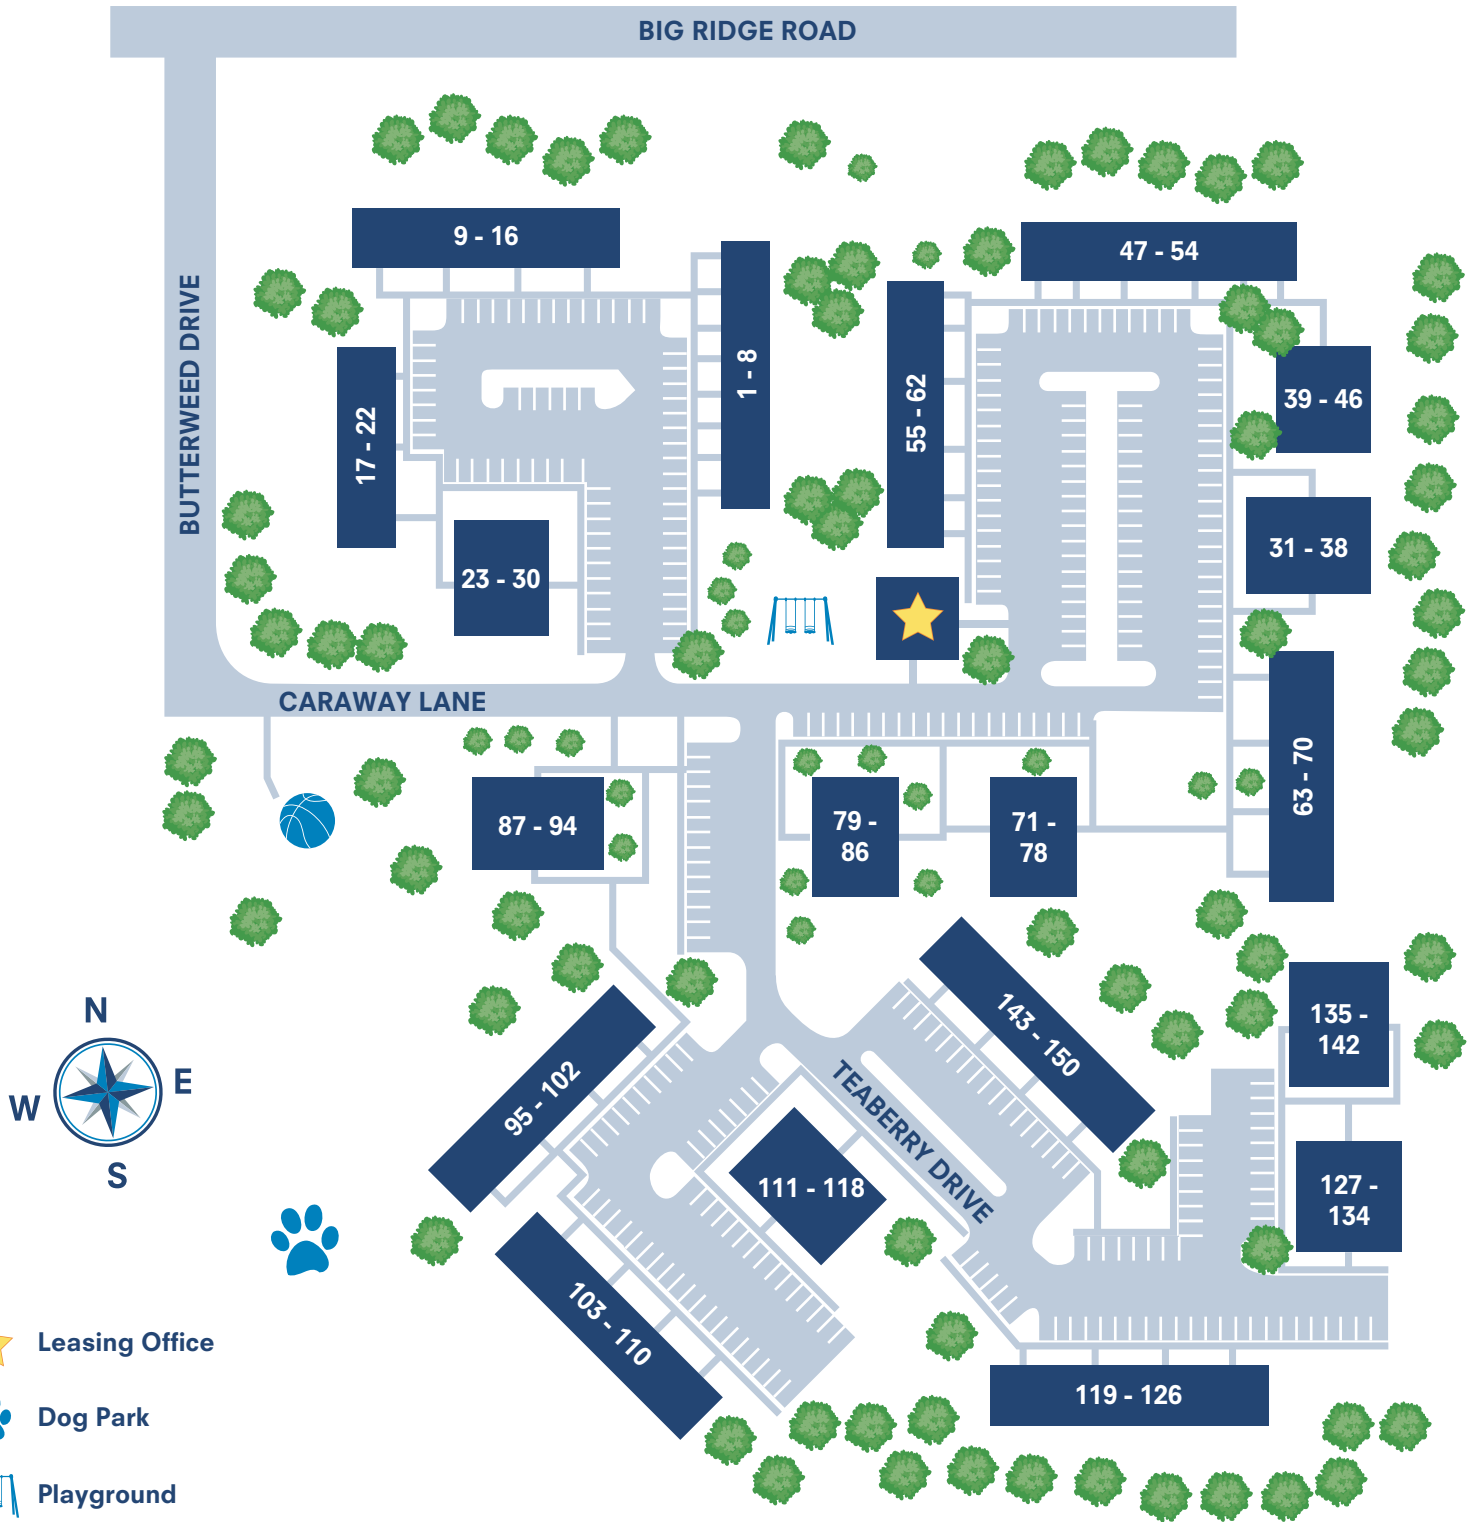 BIG RIDGE ROAD
9 - 16
47 - 54
BUTTERWEED DRIVE
1 - 8
55 - 62
39 - 46
17 - 22
31 - 38
23 - 30
CARAWAY LANE
63 - 70
87 - 94
79 -
86
71 -
78
N
E
W
S
95 - 102
143 - 150
135 -
142
TEABERRY DRIVE
111 - 118
127 -
134
103 - 110
119 - 126
Leasing Office
Dog Park
Playground